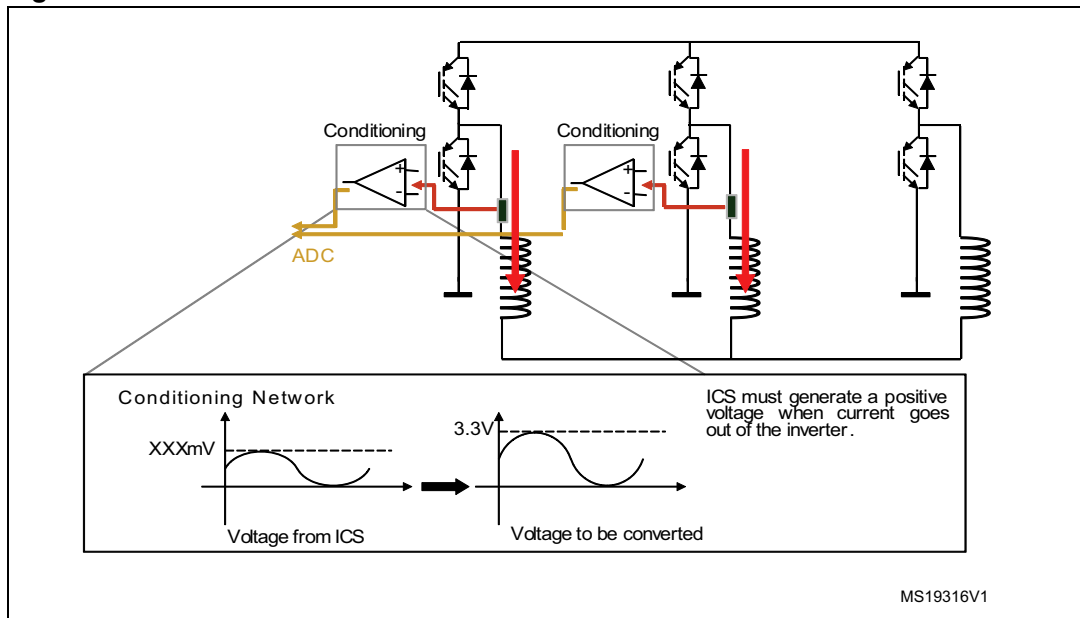 Conditioning
Conditioning
+
-
+
-
ADC
Conditioning Network
XXXmV
Voltage from ICS
3.3V
Voltage to be converted
ICS must generate a positive
voltage when current goes
out of the inverter.
MS19316V1